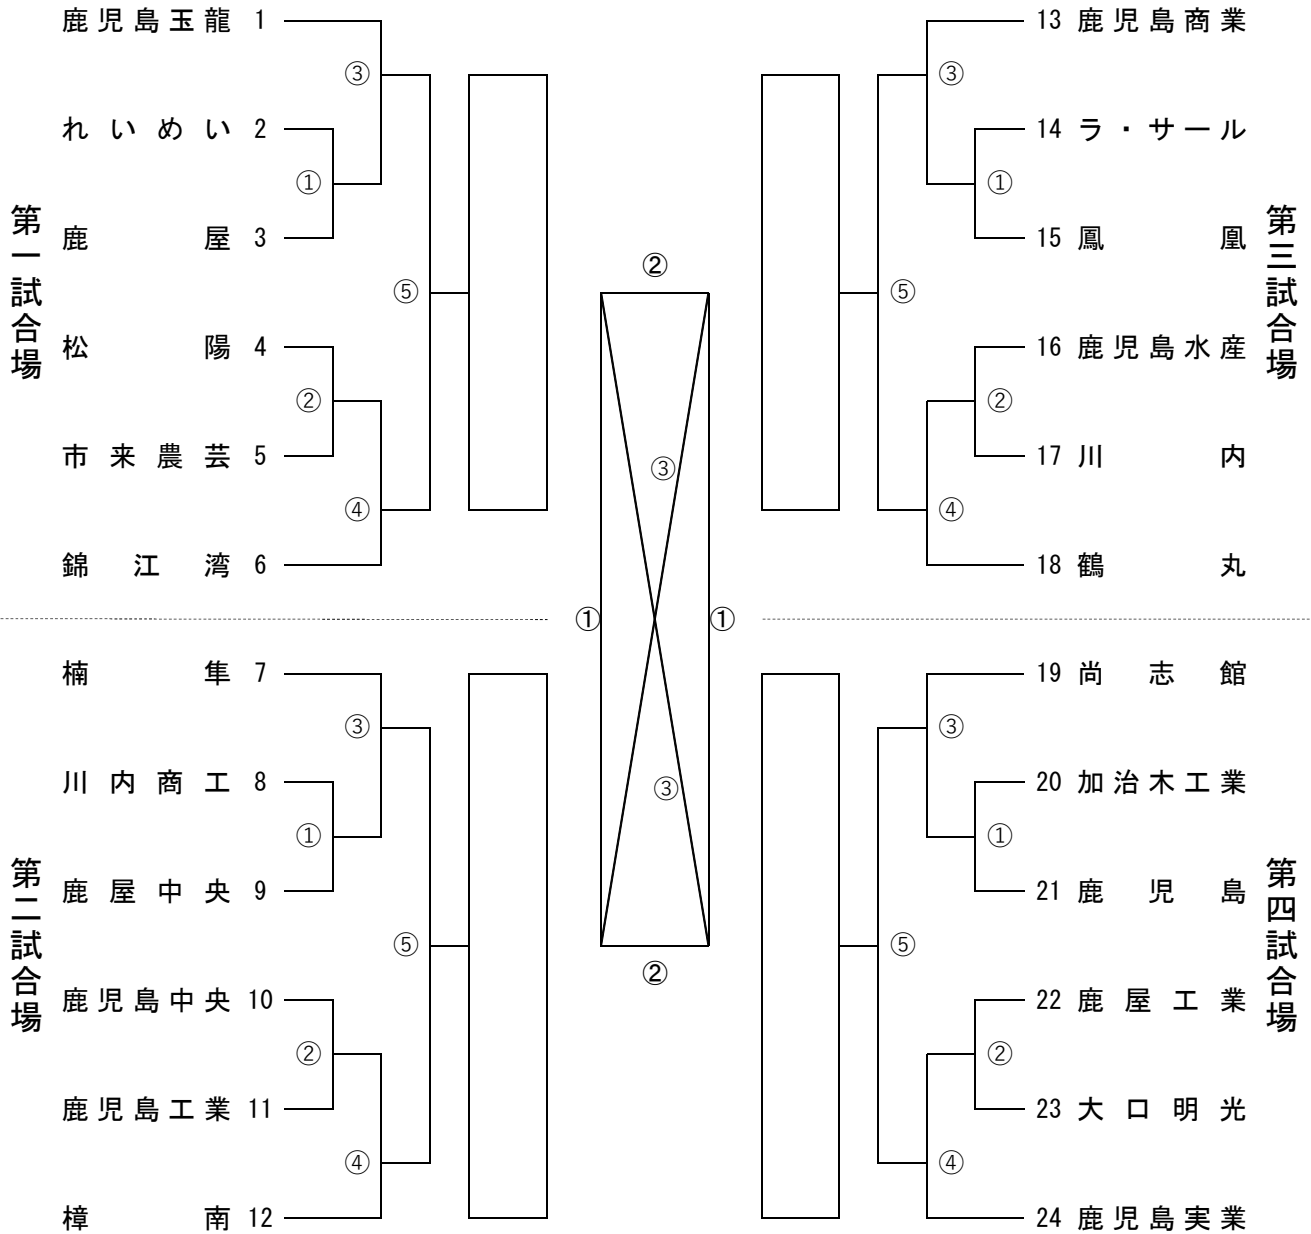 第一試合場
鹿児島玉龍 1
れいめい 2
鹿屋 3
松陽 4
市来農芸 5
錦江湾 6
③
①
②
④
⑤
第二試合場
楠隼 7
川内商工 8
鹿屋中央 9
鹿児島中央 10
鹿児島工業 11
樟南 12
③
①
②
④
⑤
②
③
①
①
③
②
第三試合場
13 鹿児島商業
14 ラ・サール
15 鳳凰
16 鹿児島水産
17 川内
18 鶴丸
③
①
②
④
⑤
第四試合場
19 尚志館
20 加治木工業
21 鹿児島
22 鹿屋工業
23 大口明光
24 鹿児島実業
③
①
②
④
⑤